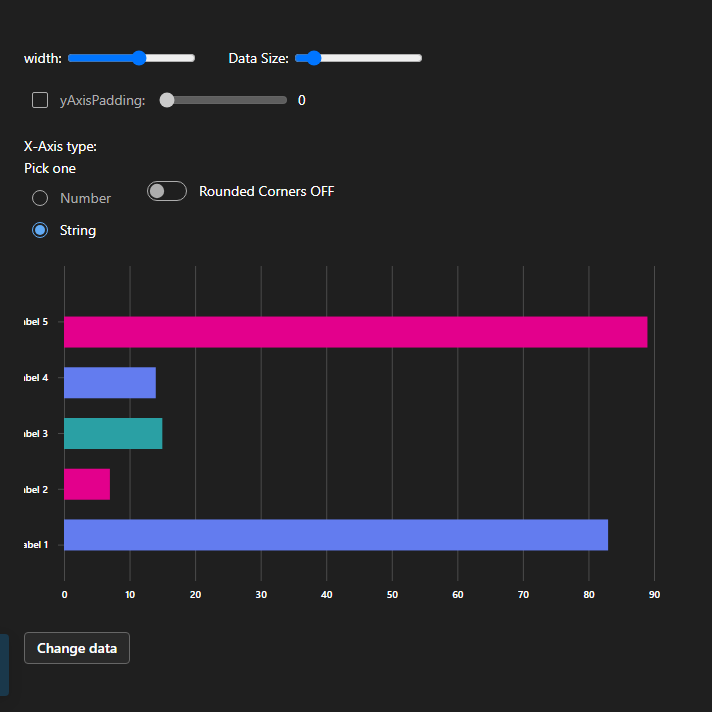 width: Data Size:
yAxisPadding: 0
X-Axis type:
Pick one
Number Rounded Corners OFF
String
abel 5
abel 4
abel 3
abel 2
abel 1
0 10 20 30 40 50 60 70 80 90
Change data